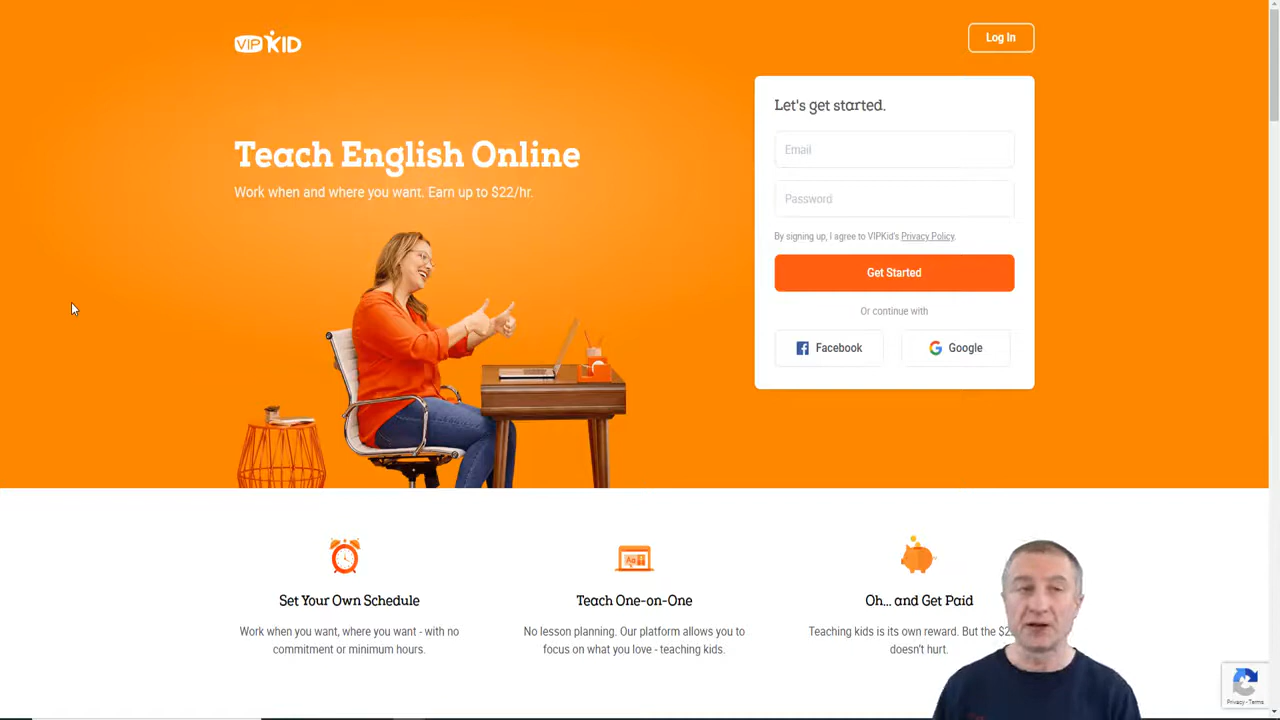 VIP KID
Log In
Let's get started.
Email
Teach English Online
Work when and where you want. Earn up to $22/hr.
Password
By signing up, I agree to VIPKid's Privacy Policy.
Get Started
Or continue with
Facebook
Google
Set Your Own Schedule
Work when you want, where you want - with no
commitment or minimum hours.
Teach One-on-One
No lesson planning. Our platform allows you to
focus on what you love - teaching kids.
Oh... and Get Paid
Teaching kids is its own reward. But the
doesn't hurt.
Privacy - Terms